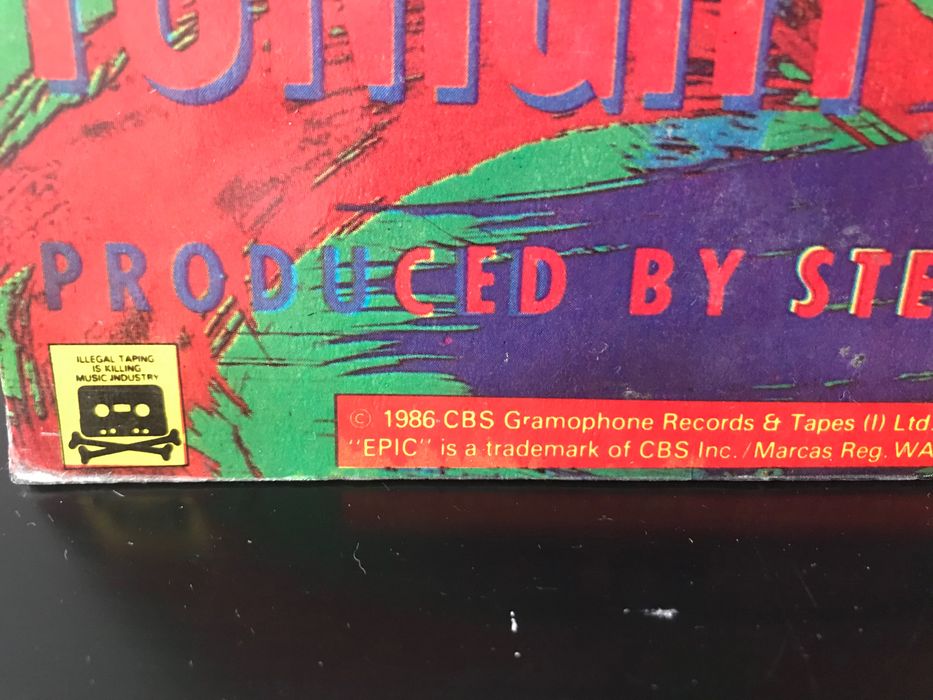 PRODUCED BY STE
ILLEGAL TAPING
IS KILLING
MUSIC INDUSTRY
© 1986 CBS Gramophone Records & Tapes (I) Ltd.
"EPIC" is a trademark of CBS Inc./Marcas Reg. WA